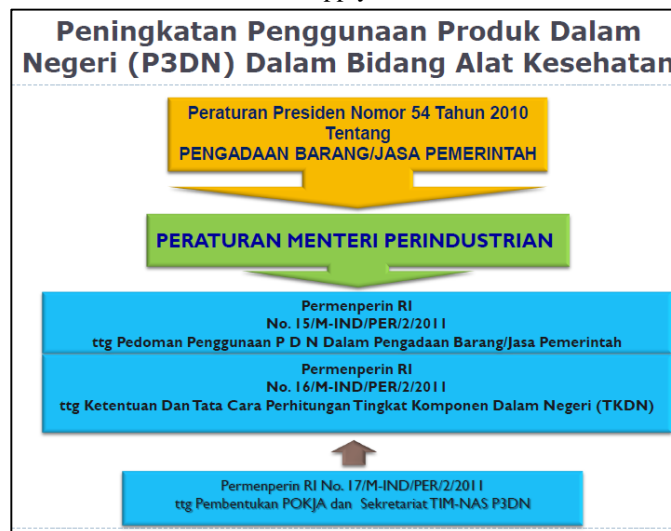 Peningkatan Penggunaan Produk Dalam
Negeri (P3DN) Dalam Bidang Alat Kesehatan
Peraturan Presiden Nomor 54 Tahun 2010
Tentang
PENGADAAN BARANG/JASA PEMERINTAH
PERATURAN MENTERI PERINDUSTRIAN
Permenperin RI
No. 15/M-IND/PER/2/2011
ttg Pedoman Penggunaan P D N Dalam Pengadaan Barang/Jasa Pemerintah
Permenperin RI
No. 16/M-IND/PER/2/2011
ttg Ketentuan Dan Tata Cara Perhitungan Tingkat Komponen Dalam Negeri (TKDN)
Permenperin RI No. 17/M-IND/PER/2/2011
ttg Pembentukan POKJA dan Sekretariat TIM-NAS P3DN